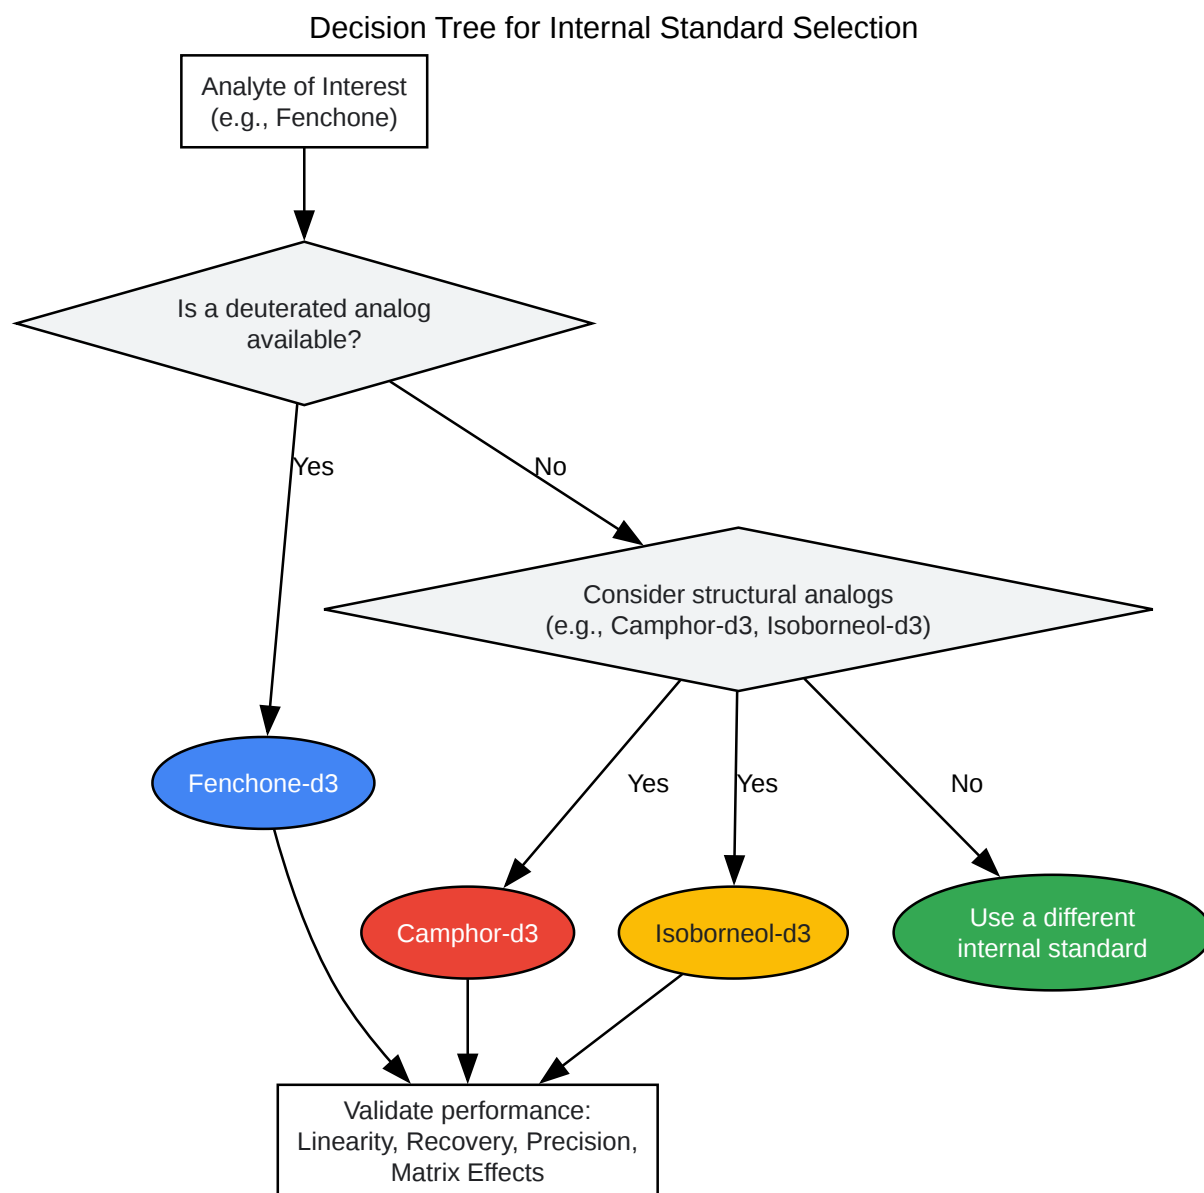 Decision Tree for Internal Standard Selection
Analyte of Interest
(e.g., Fenchone)
Is a deuterated analog
available?
Yes
No
Consider structural analogs
(e.g., Camphor-d3, Isoborneol-d3)
Yes
Yes
No
Fenchone-d3
Camphor-d3
Isoborneol-d3
Use a different
internal standard
Validate performance:
Linearity, Recovery, Precision,
Matrix Effects